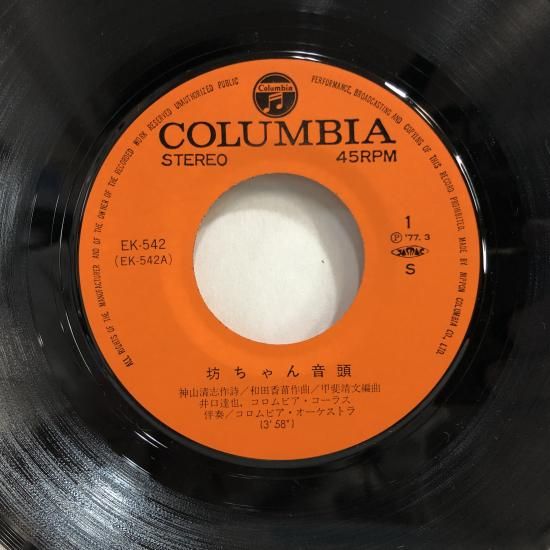 ALL RIGHTS OF THE MANUFACTURER AND OF THE OWNER OF THE RECORDED WORK RESERVED UNAUTHORIZED PUBLIC
PERFORMANCE, BROADCASTING AND COPYING OF THIS RECORD PROHIBITED. MADE BY NIPPON COLUMBIA CO., LTD.
Columbia
COLUMBIA
STEREO 45RPM
EK-542
(EK-542A)
1
Ⓟ '77. 3
JASRAC
S
坊ちゃん音頭
神山清志作詩/和田香苗作曲/甲斐靖文編曲
井口達也、コロムビア・コーラス
伴奏/コロムビア・オーケストラ
(3′58″)